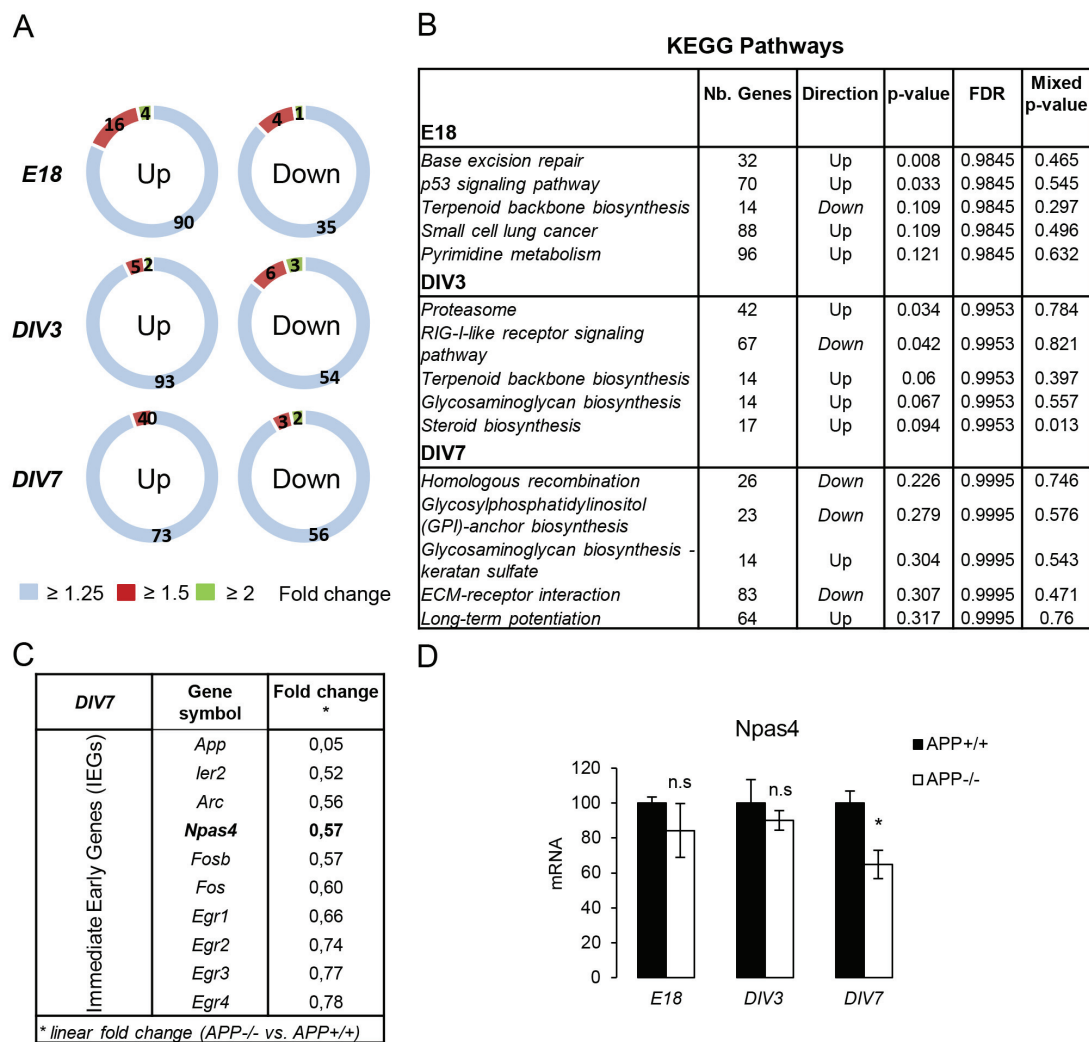 A
16
4
Up
90
4
1
Down
35
E18
5
2
Up
93
6
3
Down
54
DIV3
4
0
Up
73
3
2
Down
56
DIV7
≥ 1.25 ≥ 1.5 ≥ 2 Fold change
B
KEGG Pathways
Nb. Genes Direction p-value FDR Mixed
p-value
E18
Base excision repair 32 Up 0.008 0.9845 0.465
p53 signaling pathway 70 Up 0.033 0.9845 0.545
Terpenoid backbone biosynthesis 14 Down 0.109 0.9845 0.297
Small cell lung cancer 88 Up 0.109 0.9845 0.496
Pyrimidine metabolism 96 Up 0.121 0.9845 0.632
DIV3
Proteasome 42 Up 0.034 0.9953 0.784
RIG-I-like receptor signaling
pathway 67 Down 0.042 0.9953 0.821
Terpenoid backbone biosynthesis 14 Up 0.06 0.9953 0.397
Glycosaminoglycan biosynthesis 14 Up 0.067 0.9953 0.557
Steroid biosynthesis 17 Up 0.094 0.9953 0.013
DIV7
Homologous recombination 26 Down 0.226 0.9995 0.746
Glycosylphosphatidylinositol
(GPI)-anchor biosynthesis 23 Down 0.279 0.9995 0.576
Glycosaminoglycan biosynthesis -
keratan sulfate 14 Up 0.304 0.9995 0.543
ECM-receptor interaction 83 Down 0.307 0.9995 0.471
Long-term potentiation 64 Up 0.317 0.9995 0.76
C
DIV7 Gene
symbol Fold change
*
Immediate Early Genes (IEGs)
App 0,05
Ier2 0,52
Arc 0,56
Npas4 0,57
Fosb 0,57
Fos 0,60
Egr1 0,66
Egr2 0,74
Egr3 0,77
Egr4 0,78
* linear fold change (APP-/- vs. APP+/+)
D
Npas4
APP+/+
APP-/-
n.s
n.s
*
mRNA
120
100
80
60
40
20
0
E18 DIV3 DIV7